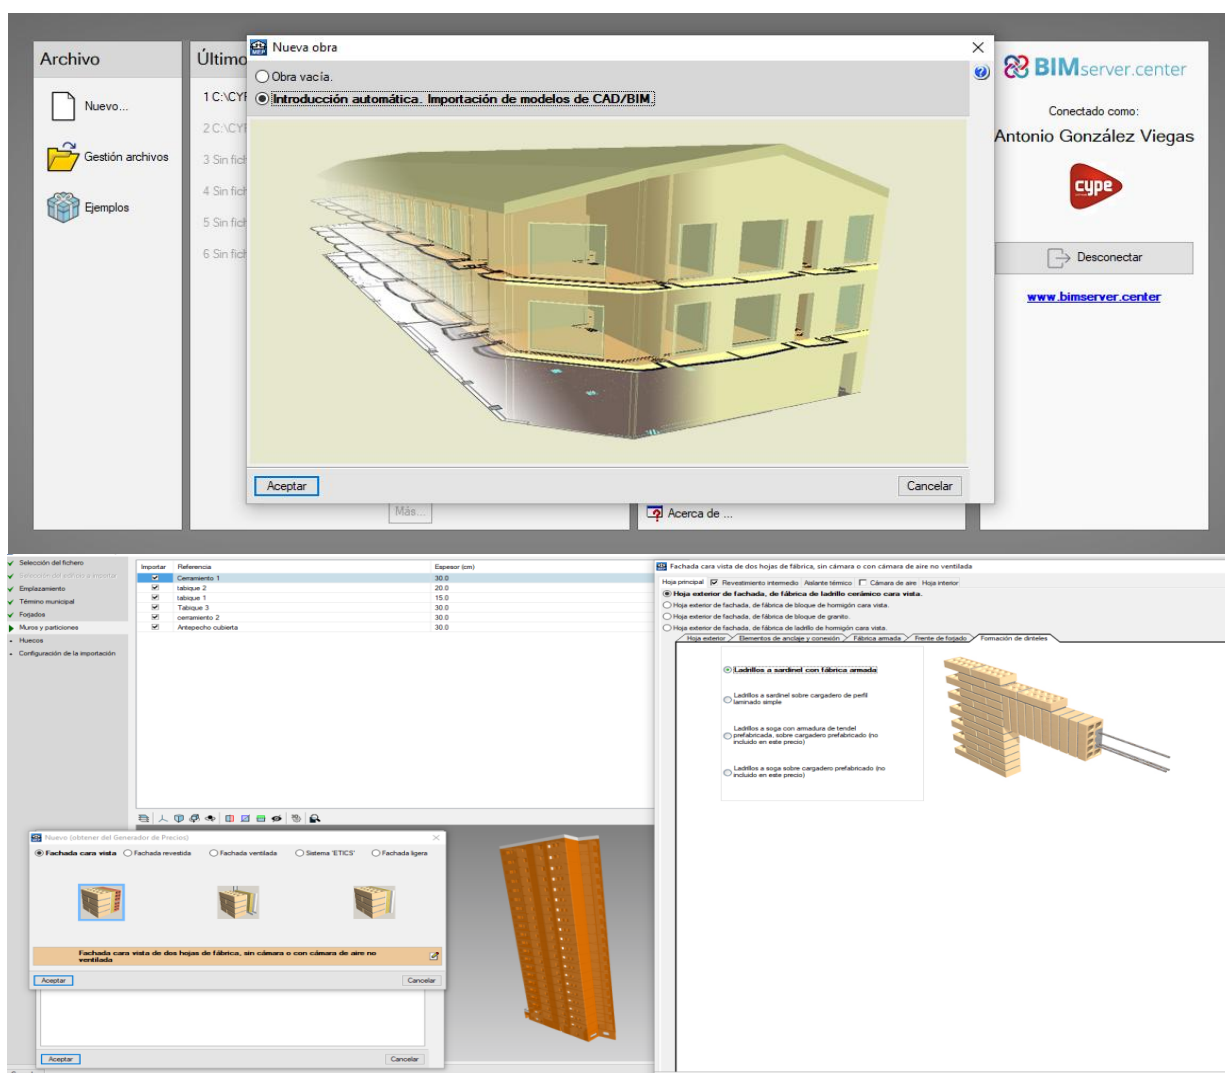 Archivo
Nuevo...
Gestión archivos
Ejemplos
Último
1 C:\CYP
2 C:\CYP
3 Sin fich
4 Sin fich
5 Sin fich
6 Sin fich
Más...
Nueva obra
Obra vacía.
Introducción automática. Importación de modelos de CAD/BIM.
Aceptar
Cancelar
Acerca de ...
BIMserver.center
Conectado como:
Antonio González Viegas
cype
Desconectar
www.bimserver.center
Selección del fichero
Selección del edificio a importar
Emplazamiento
Término municipal
Forjados
Muros y particiones
Huecos
Configuración de la importación
Importar Referencia Espesor (cm)
Cerramiento 1 30.0
tabique 2 20.0
tabique 1 15.0
Tabique 3 30.0
cerramiento 2 30.0
Antepecho cubierta 30.0
Nuevo (obtener del Generador de Precios)
Fachada cara vista Fachada revestida Fachada ventilada Sistema 'ETICS' Fachada ligera
Fachada cara vista de dos hojas de fábrica, sin cámara o con cámara de aire no
ventilada
Aceptar Cancelar
Aceptar Cancelar
Fachada cara vista de dos hojas de fábrica, sin cámara o con cámara de aire no ventilada
Hoja principal Revestimiento intermedio Aislante térmico Cámara de aire Hoja interior
Hoja exterior de fachada, de fábrica de ladrillo cerámico cara vista.
Hoja exterior de fachada, de fábrica de bloque de hormigón cara vista.
Hoja exterior de fachada, de fábrica de bloque de granito.
Hoja exterior de fachada, de fábrica de ladrillo de hormigón cara vista.
Hoja exterior Elementos de anclaje y conexión Fábrica armada Frente de forjado Formación de dinteles
Ladrillos a sardinel con fábrica armada
Ladrillos a sardinel sobre cargadero de perfil
laminado simple
Ladrillos a soga con armadura de tendel
prefabricada, sobre cargadero prefabricado (no
incluido en este precio)
Ladrillos a soga sobre cargadero prefabricado (no
incluido en este precio)